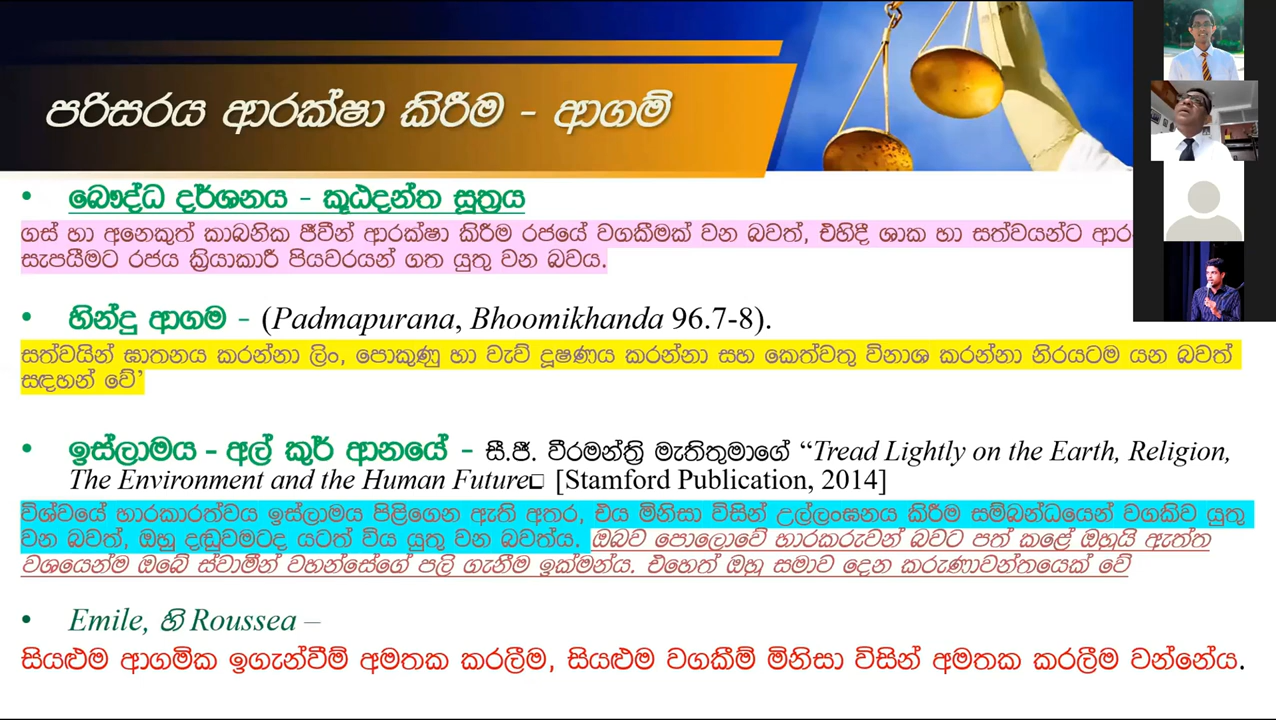 පරිසරය ආරක්ෂා කිරීම - ආගම්
• බෞද්ධ දර්ශනය - කූඨදන්ත සූත්‍රය
ගස් හා අනෙකුත් කාබනික ජීවීන් ආරක්ෂා කිරීම රජයේ වගකීමක් වන බවත්, එහිදී ශාක හා සත්වයන්ට
සැපයීමට රජය ක්‍රියාකාරී පියවරයන් ගත යුතු වන බවය.
• හින්දු ආගම - (Padmapurana, Bhoomikhanda 96.7-8).
සත්වයින් ඝාතනය කරන්නා ලිං, පොකුණු හා වැව් දූෂණය කරන්නා සහ කෙත්වතු විනාශ කරන්නා නිරයටම යන බවත්
සඳහන් වේ’
• ඉස්ලාමය - අල් කුර් ආනයේ - සී.ජී. වීරමන්ත්‍රි මැතිතුමාගේ “Tread Lightly on the Earth, Religion,
The Environment and the Human Future□ [Stamford Publication, 2014]
විශ්වයේ භාරකාරත්වය ඉස්ලාමය පිළිගෙන ඇති අතර, එය මිනිසා විසින් උල්ලංඝනය කිරීම සම්බන්ධයෙන් වගකිව යුතු
වන බවත්, ඔහු දඬුවමටද යටත් විය යුතු වන බවත්ය. ඔබව පොලොවේ භාරකරුවන් බවට පත් කළේ ඔහුයි ඇත්ත
වශයෙන්ම ඔබේ ස්වාමීන් වහන්සේගේ පලි ගැනීම ඉක්මන්ය. එහෙත් ඔහු සමාව දෙන කරුණාවන්තයෙක් වේ
• Emile, හි Roussea –
සියළුම ආගමික ඉගැන්වීම් අමතක කරලීම, සියළුම වගකීම් මිනිසා විසින් අමතක කරලීම වන්නේය.